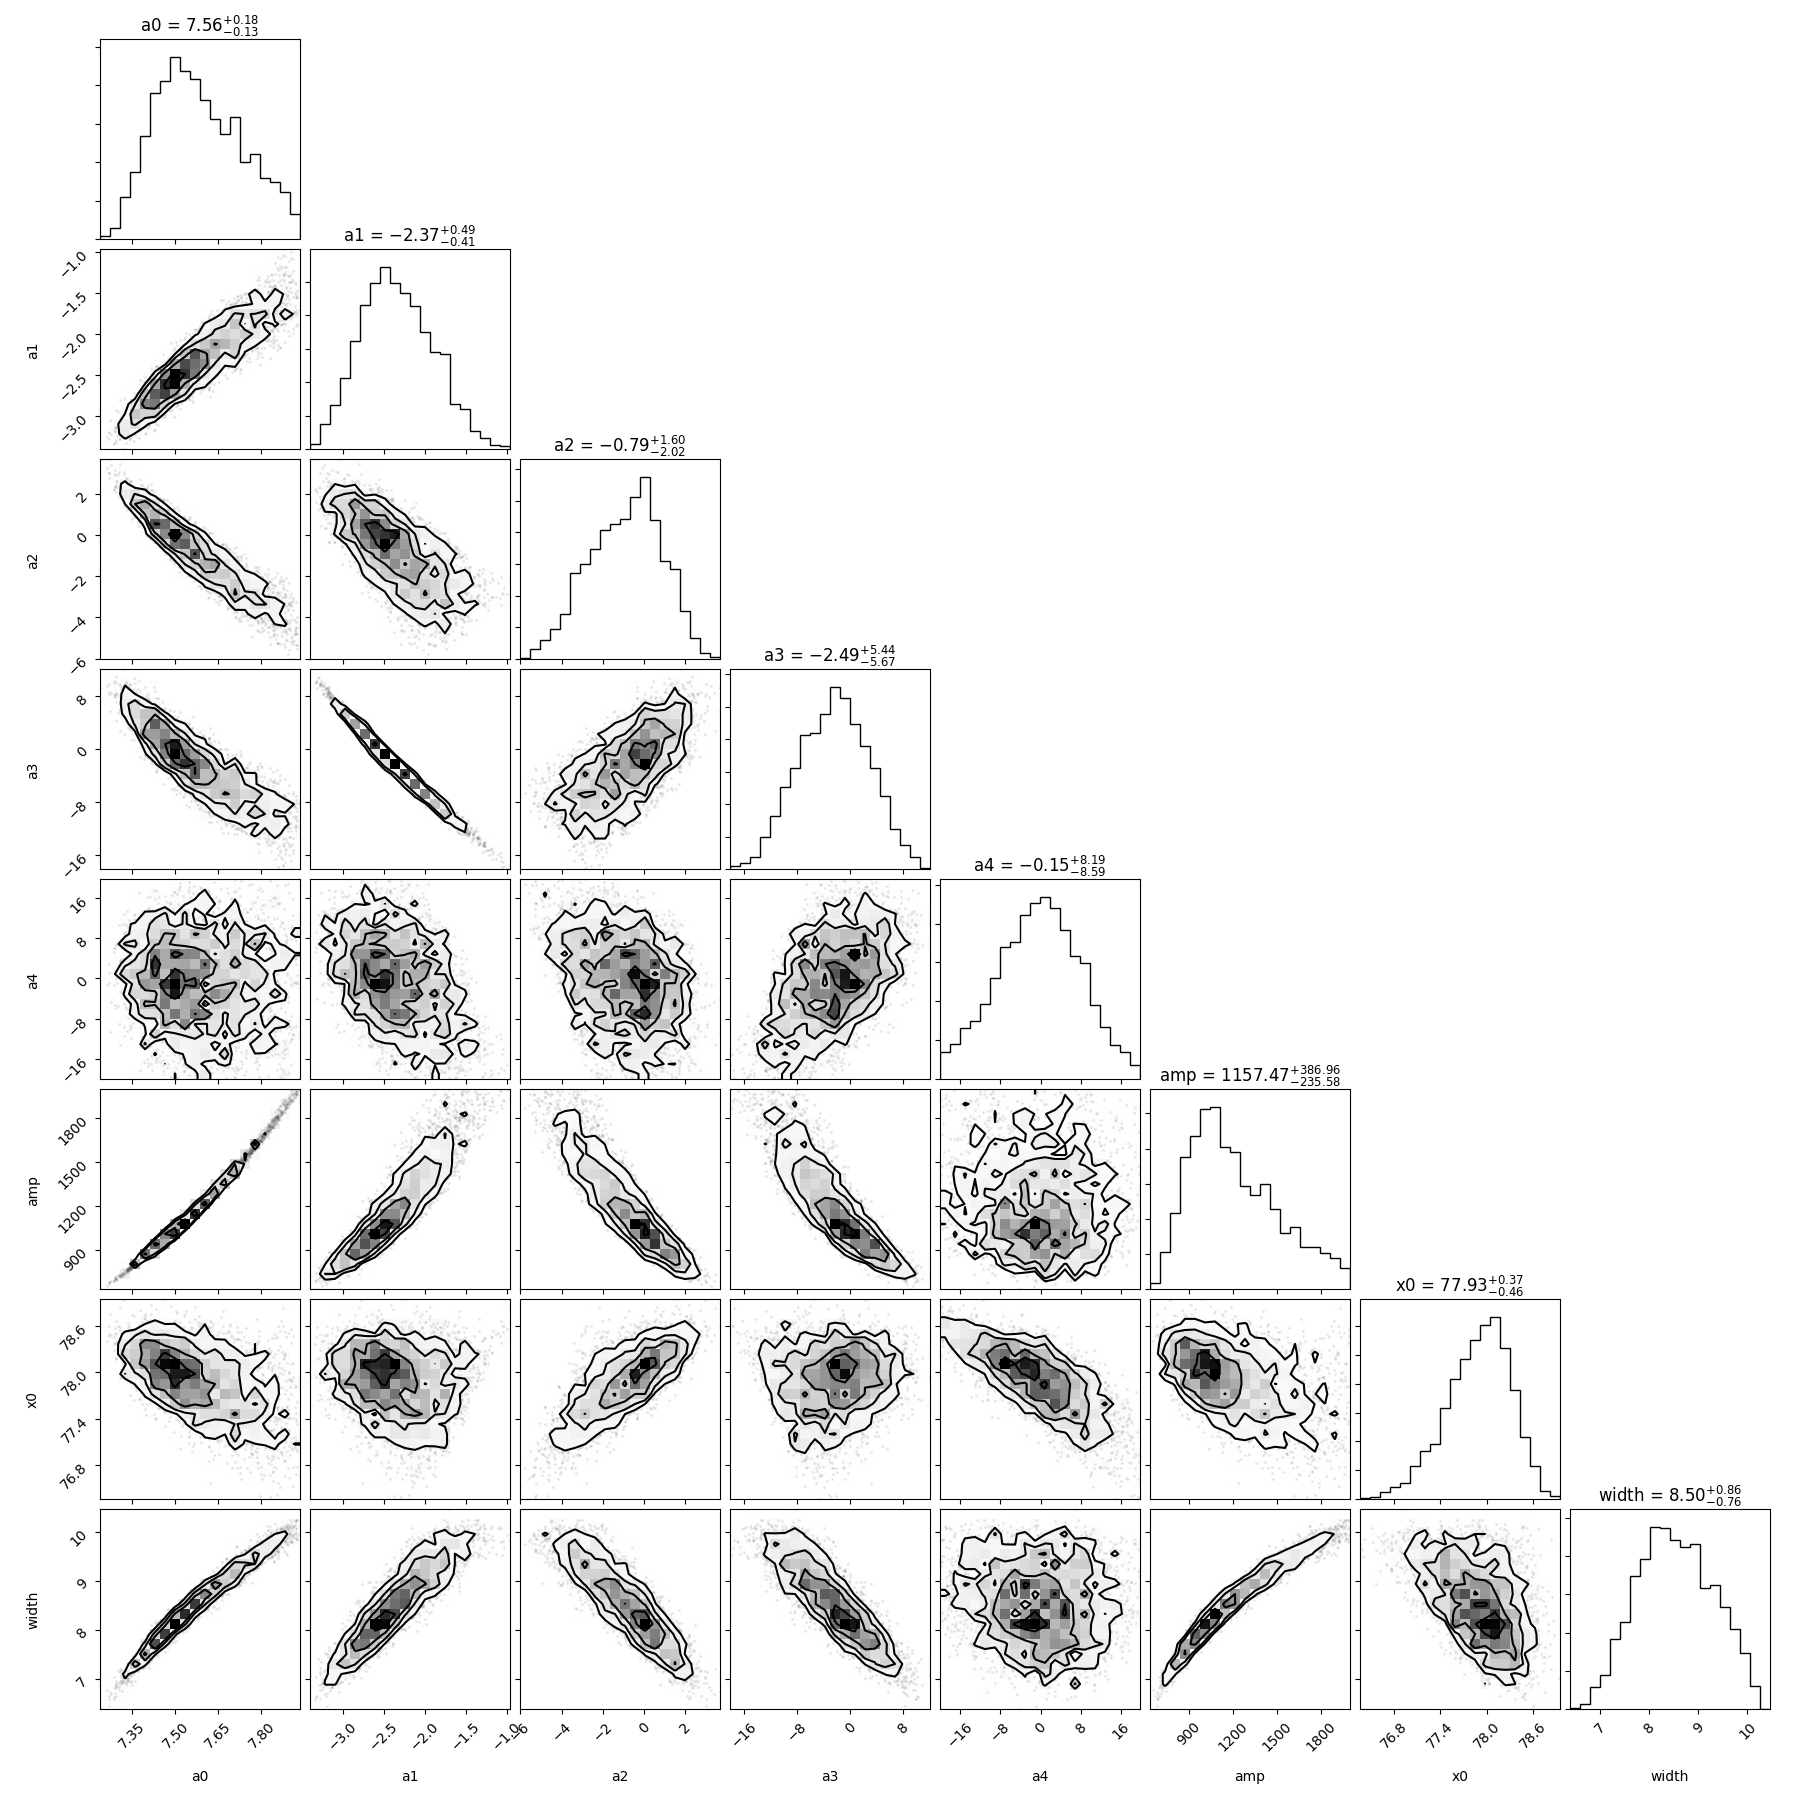 a0 = 7.56+0.18−0.13
a1 = −2.37+0.49−0.41
−1.0
−1.5
−2.0
−2.5
−3.0
a1
a2 = −0.79+1.60−2.02
2
0
−2
−4
−6
a2
a3 = −2.49+5.44−5.67
8
0
−8
−16
a3
a4 = −0.15+8.19−8.59
16
8
0
−8
−16
a4
amp = 1157.47+386.96−235.58
1800
1500
1200
900
amp
x0 = 77.93+0.37−0.46
78.6
78.0
77.4
76.8
x0
width = 8.50+0.86−0.76
10
9
8
7
width
7.35 7.50 7.65 7.80
−3.0 −2.5 −2.0 −1.5 −1.0
−6 −4 −2 0 2
−16 −8 0 8
−16 −8 0 8 16
900 1200 1500 1800
76.8 77.4 78.0 78.6
7 8 9 10
a0 a1 a2 a3 a4 amp x0 width